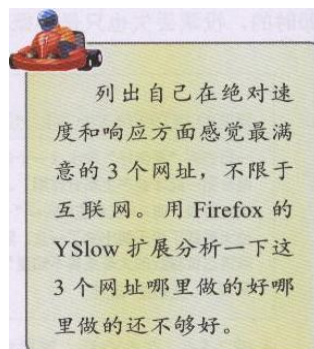 列出自己在绝对速
度和响应方面感觉最满
意的 3 个网址，不限于
互联网。用 Firefox 的
YSlow 扩展分析一下这
3 个网址哪里做的好哪
里做的还不够好。